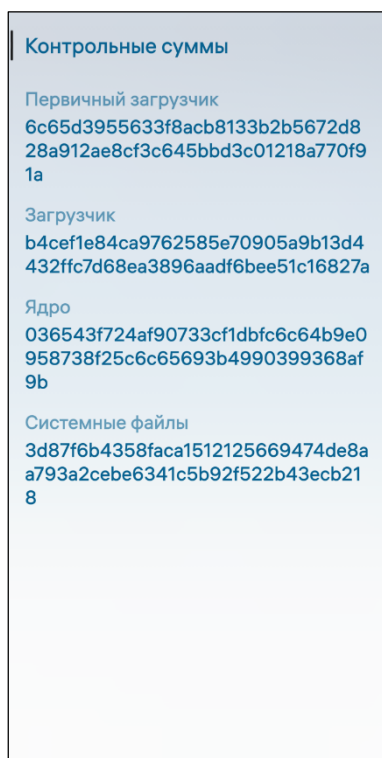 Контрольные суммы
Первичный загрузчик
6c65d3955633f8acb8133b2b5672d8
28a912ae8cf3c645bbd3c01218a770f9
1a
Загрузчик
b4cef1e84ca9762585e70905a9b13d4
432ffc7d68ea3896aadf6bee51c16827a
Ядро
036543f724af90733cf1dbfc6c64b9e0
958738f25c6c65693b4990399368af
9b
Системные файлы
3d87f6b4358faca1512125669474de8a
a793a2cebe6341c5b92f522b43ecb21
8